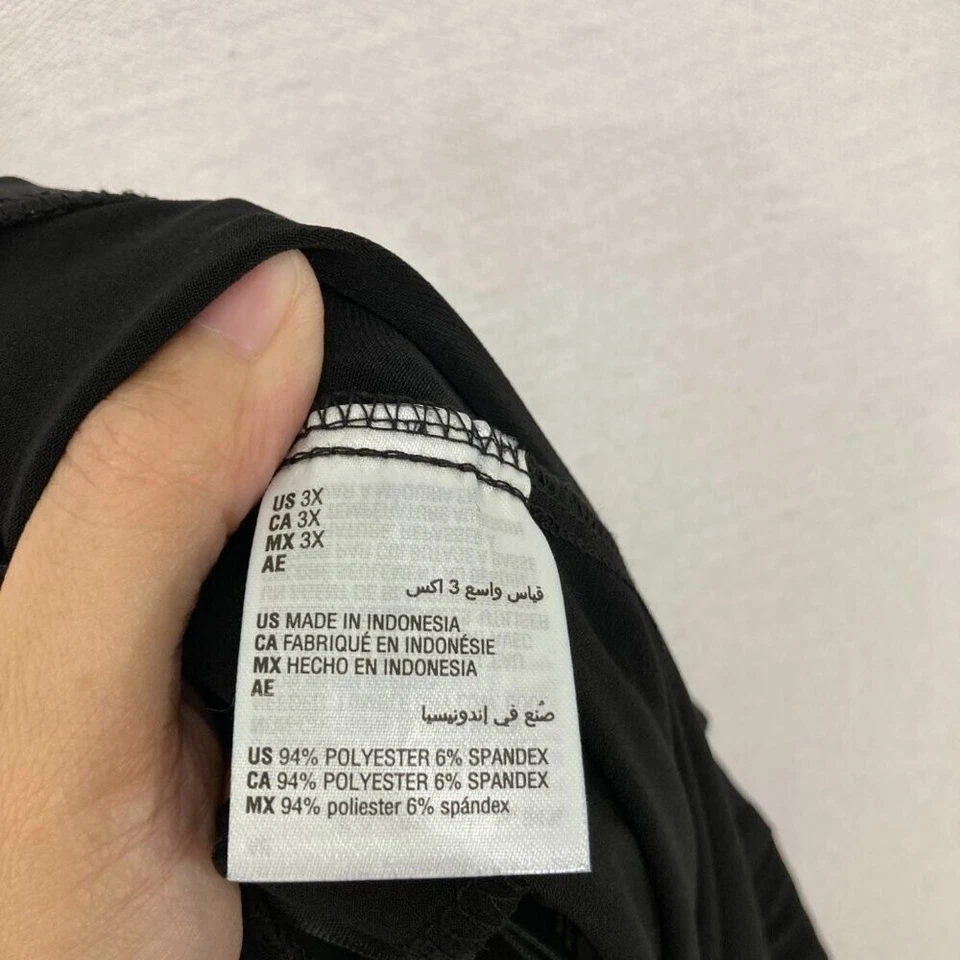 US 3X
CA 3X
MX 3X
AE
قياس واسع 3 اكس
US MADE IN INDONESIA
CA FABRIQUÉ EN INDONÉSIE
MX HECHO EN INDONESIA
AE
صُنع في إندونيسيا
US 94% POLYESTER 6% SPANDEX
CA 94% POLYESTER 6% SPANDEX
MX 94% poliester 6% spándex